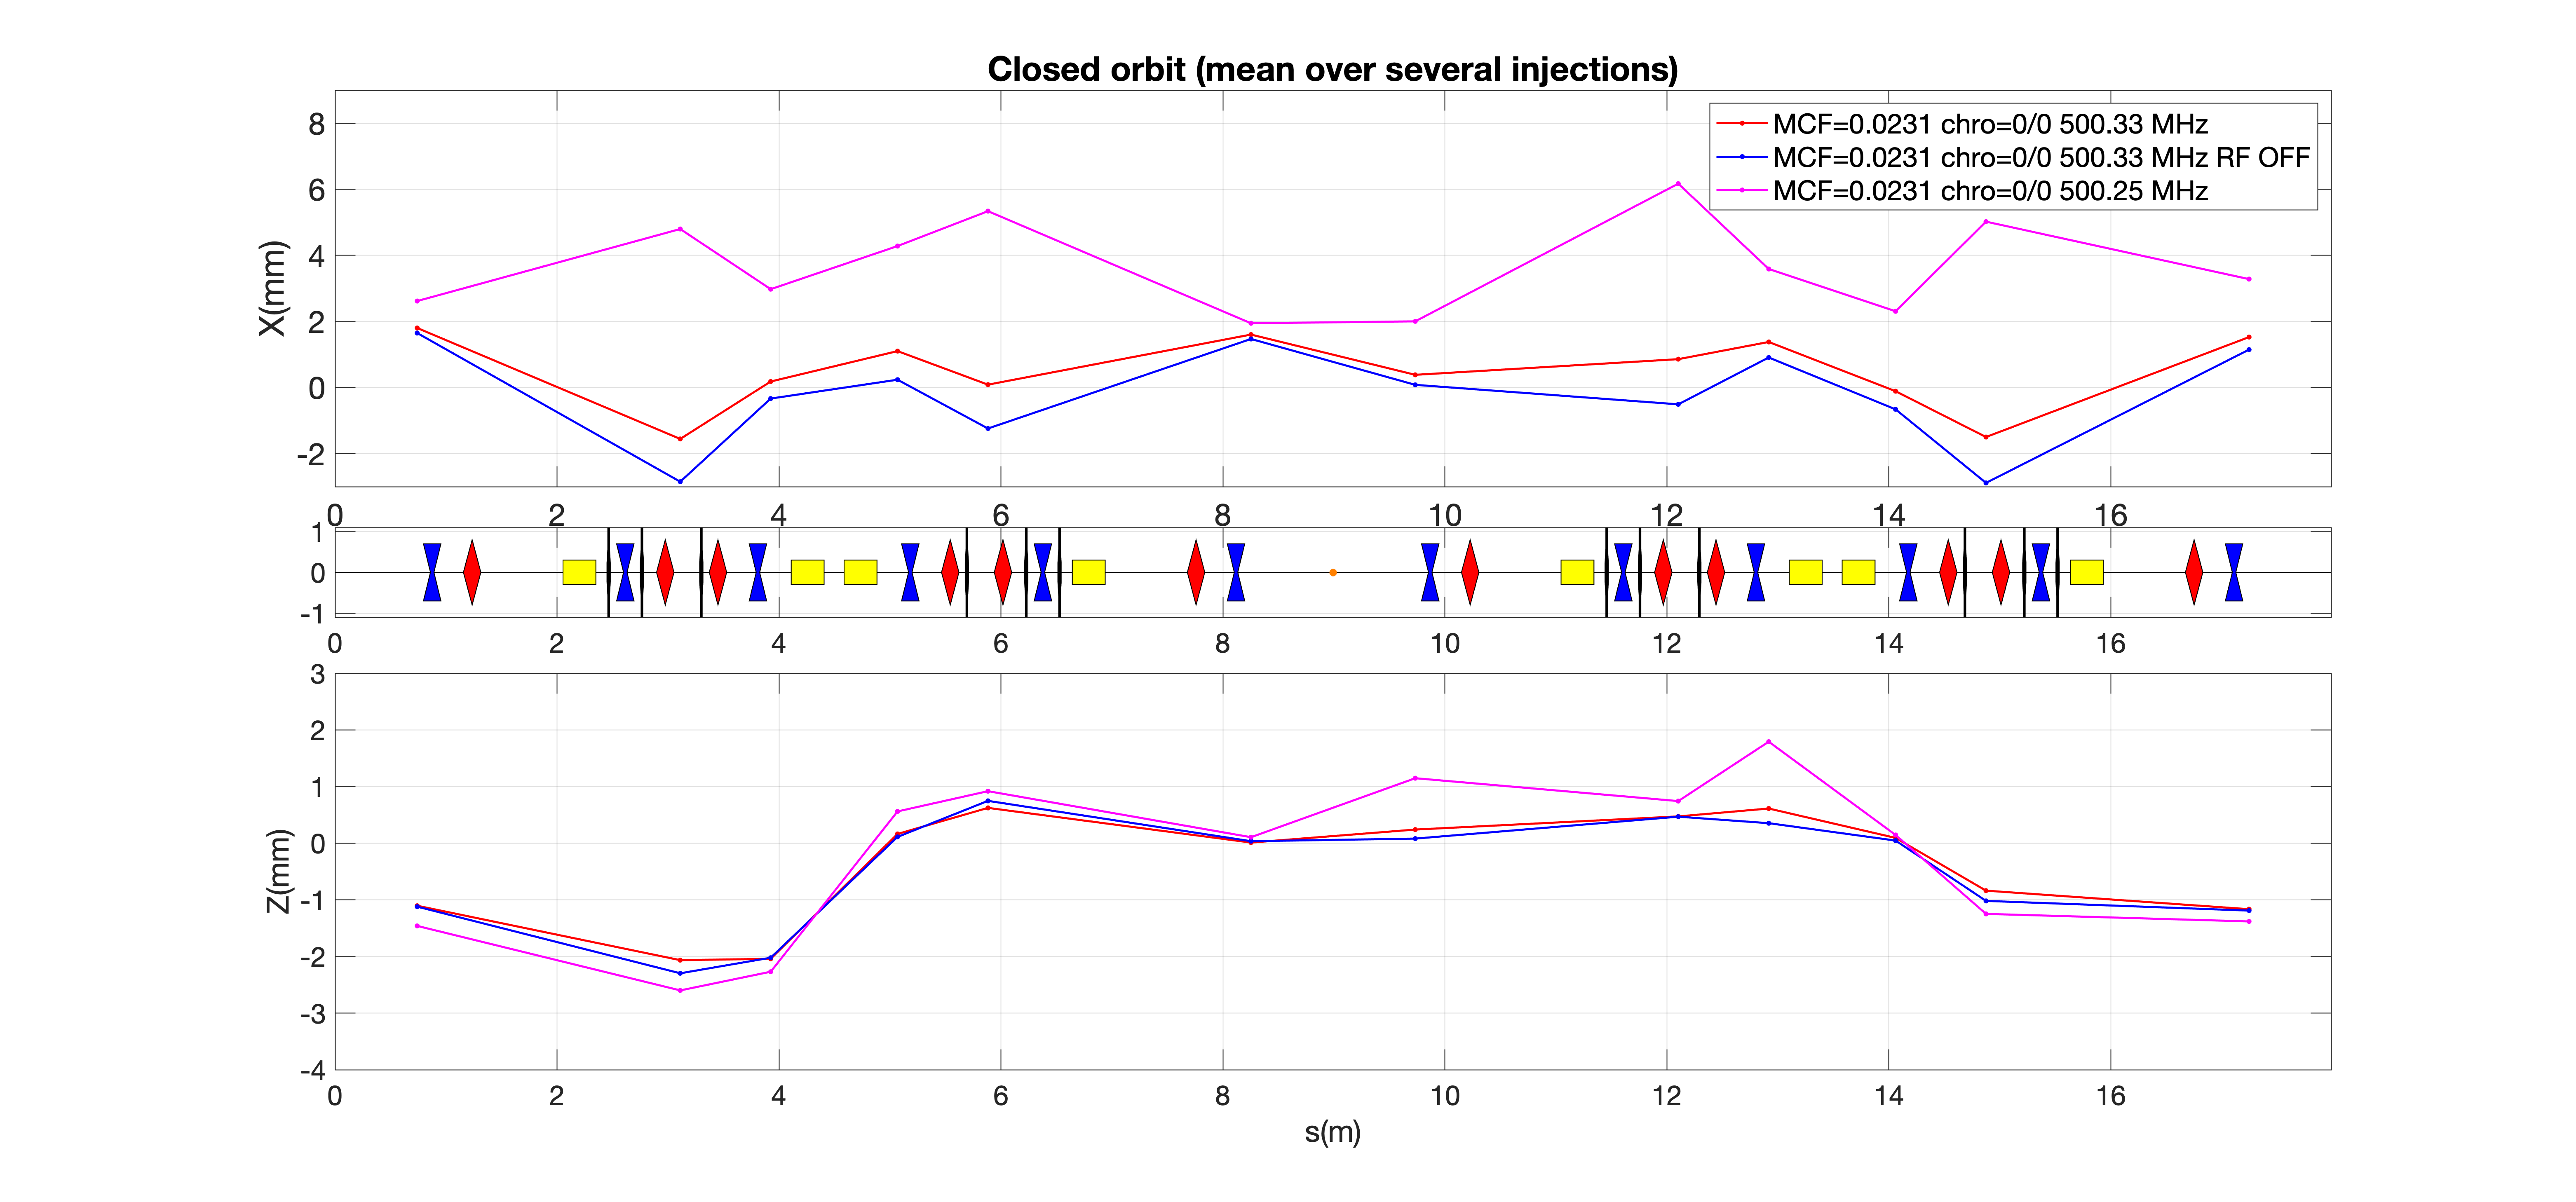 Closed orbit (mean over several injections)
MCF=0.0231 chro=0/0 500.33 MHz
MCF=0.0231 chro=0/0 500.33 MHz RF OFF
MCF=0.0231 chro=0/0 500.25 MHz
X(mm)
8
6
4
2
0
-2
0 2 4 6 8 10 12 14 16
1
0
-1
0 2 4 6 8 10 12 14 16
Z(mm)
3
2
1
0
-1
-2
-3
-4
0 2 4 6 8 10 12 14 16
s(m)